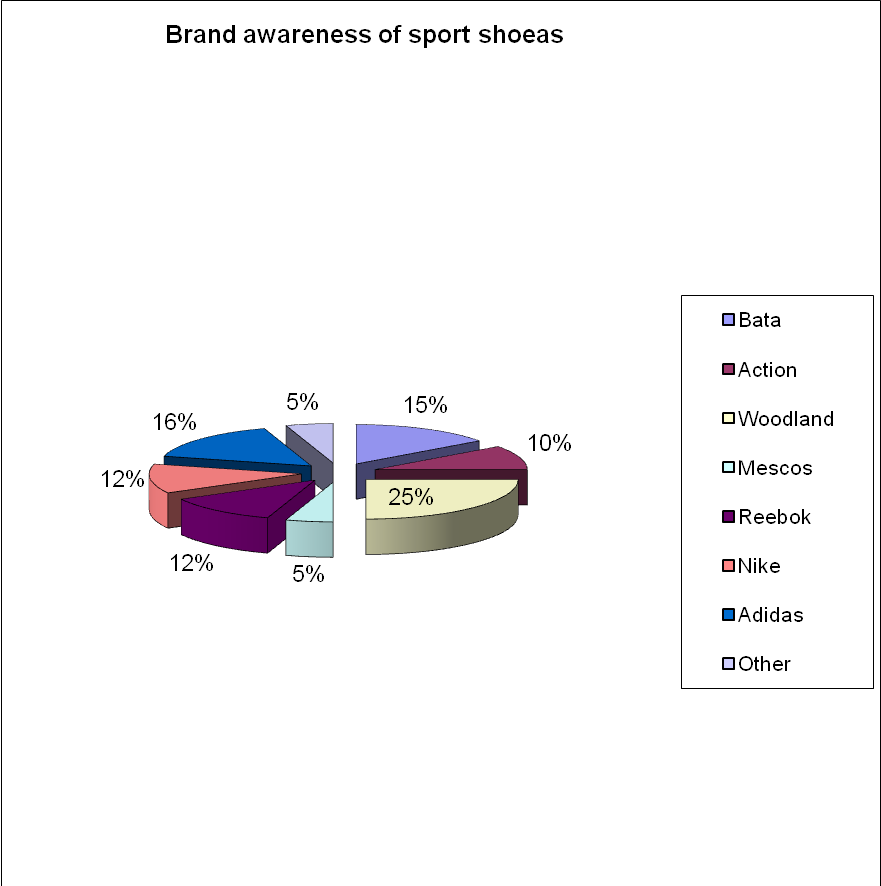 Brand awareness of sport shoeas
5%
15%
16%
10%
12%
25%
12%
5%
Bata
Action
Woodland
Mescos
Reebok
Nike
Adidas
Other